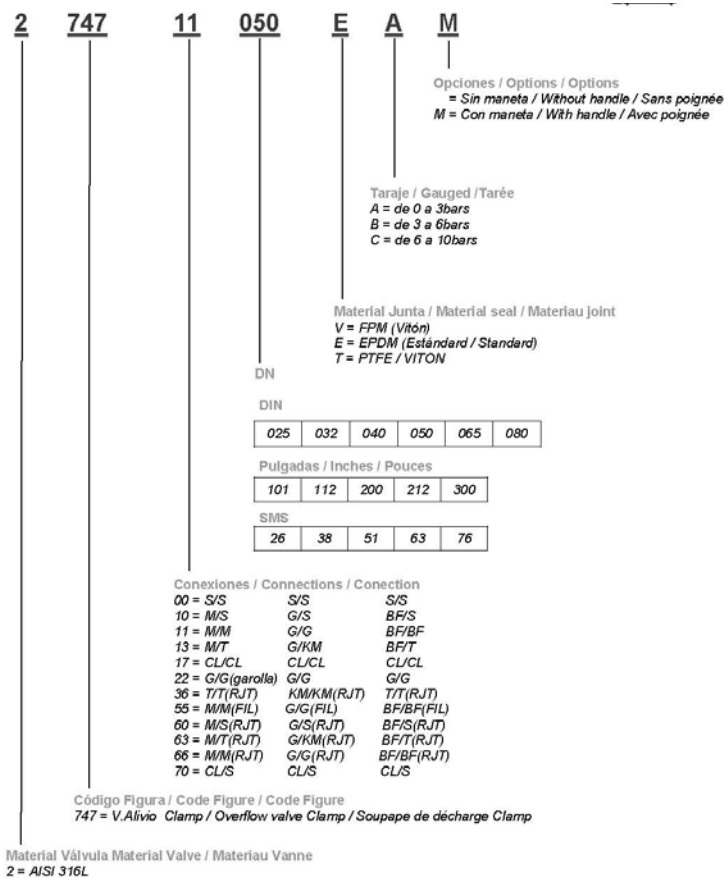 2 747 11 050 E A M
Opciones / Options / Options
= Sin maneta / Without handle / Sans poignée
M = Con maneta / With handle / Avec poignée
Taraje / Gauged /Tarée
A = de 0 a 3bars
B = de 3 a 6bars
C = de 6 a 10bars
Material Junta / Material seal / Materiau joint
V = FPM (Vitón)
E = EPDM (Estándard / Standard)
T = PTFE / VITON
DN
DIN
025 032 040 050 065 080
Pulgadas / Inches / Pouces
101 112 200 212 300
SMS
26 38 51 63 76
Conexiones / Connections / Conection
00 = S/S S/S S/S
10 = M/S G/S BF/S
11 = M/M G/G BF/BF
13 = M/T G/KM BF/T
17 = CL/CL CL/CL CL/CL
22 = G/G(garolla) G/G G/G
36 = T/T(RJT) KM/KM(RJT) T/T(RJT)
55 = M/M(FIL) G/G(FIL) BF/BF(FIL)
60 = M/S(RJT) G/S(RJT) BF/S(RJT)
63 = M/T(RJT) G/KM(RJT) BF/T(RJT)
66 = M/M(RJT) G/G(RJT) BF/BF(RJT)
70 = CL/S CL/S CL/S
Código Figura / Code Figure / Code Figure
747 = V.Alivio Clamp / Overflow valve Clamp / Soupape de décharge Clamp
Material Válvula Material Valve / Materiau Vanne
2 = AISI 316L